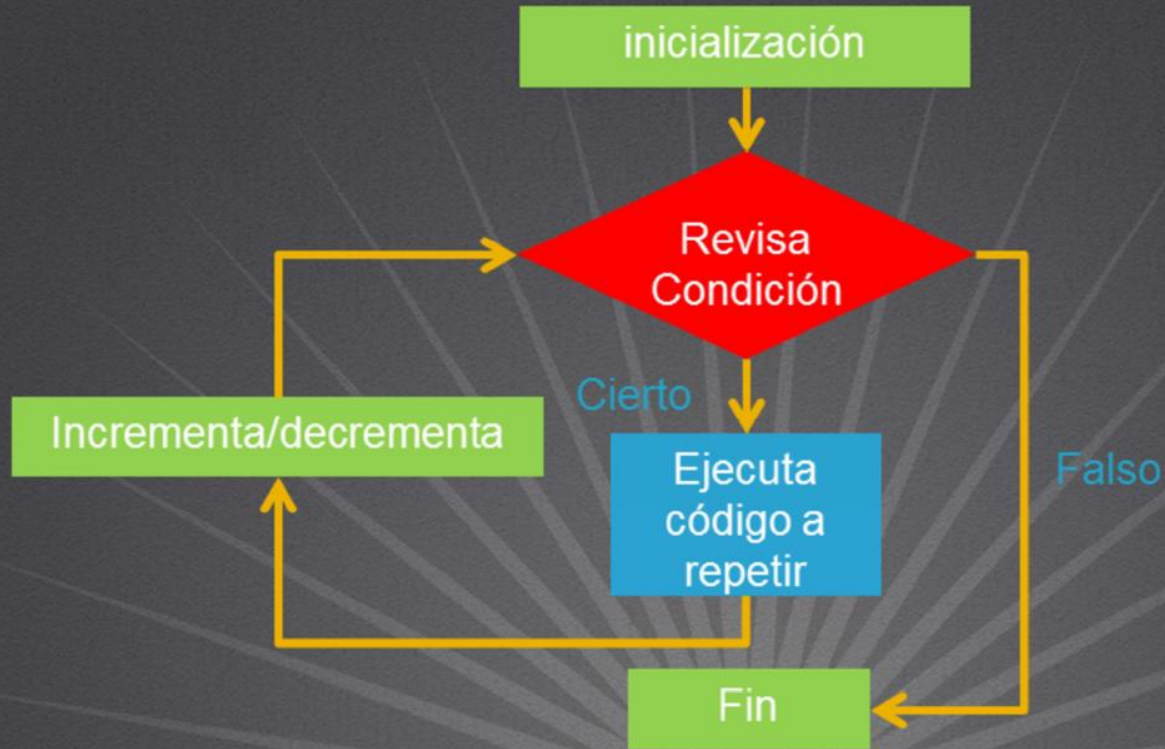 inicialización
Revisa
Condición
Cierto
Incrementa/decrementa
Ejecuta
código a
repetir
Falso
Fin